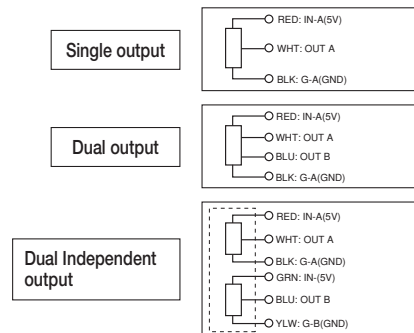 Single output
RED: IN-A(5V)
WHT: OUT A
BLK: G-A(GND)
Dual output
RED: IN-A(5V)
WHT: OUT A
BLU: OUT B
BLK: G-A(GND)
Dual Independent
output
RED: IN-A(5V)
WHT: OUT A
BLK: G-A(GND)
GRN: IN-(5V)
BLU: OUT B
YLW: G-B(GND)